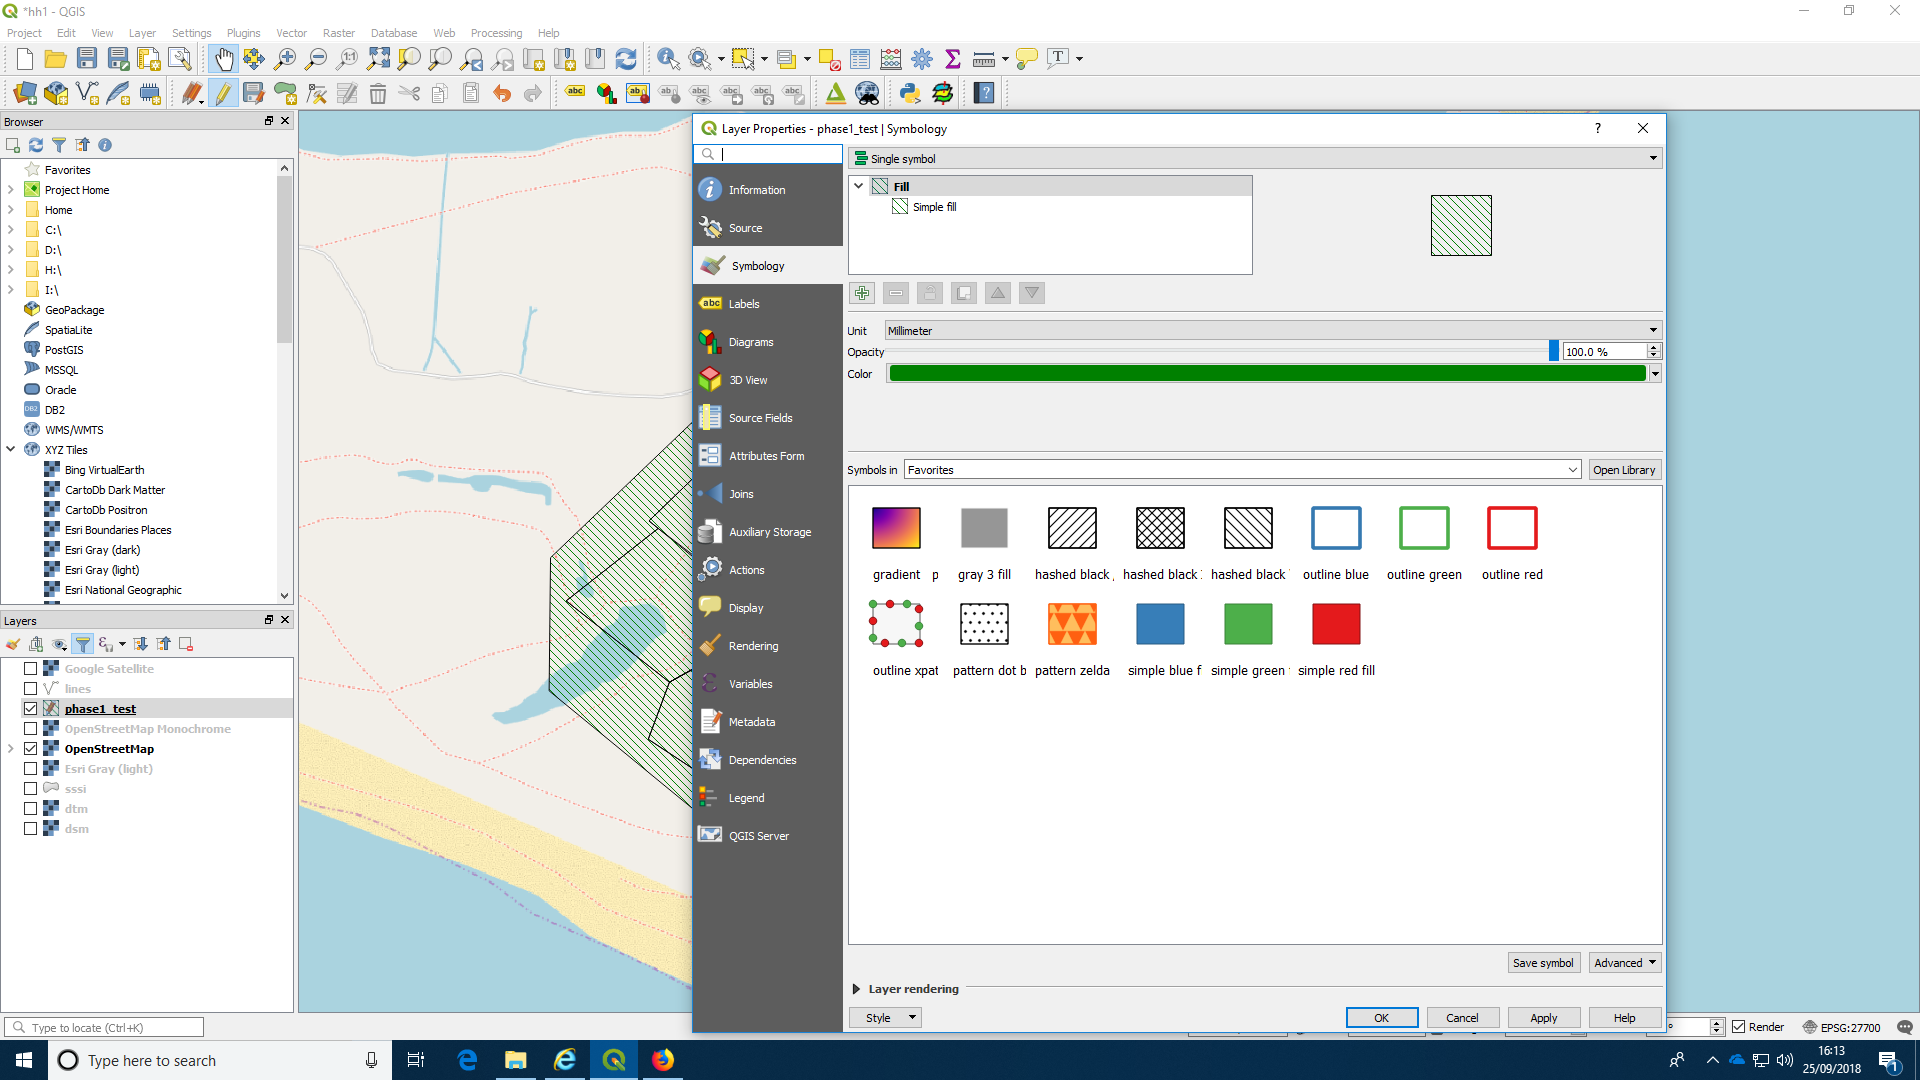 *hh1 - QGIS
Project Edit View Layer Settings Plugins Vector Raster Database Web Processing Help
Browser
Favorites
Project Home
Home
C:\
D:\
H:\
I:\
GeoPackage
SpatiaLite
PostGIS
MSSQL
Oracle
DB2
WMS/WMTS
XYZ Tiles
Bing VirtualEarth
CartoDb Dark Matter
CartoDb Positron
Esri Boundaries Places
Esri Gray (dark)
Esri Gray (light)
Esri National Geographic
Layers
Google Satellite
lines
phase1_test
OpenStreetMap Monochrome
OpenStreetMap
Esri Gray (light)
sssi
dtm
dsm
Type to locate (Ctrl+K)
Layer Properties - phase1_test | Symbology
?
Information
Source
Symbology
abc Labels
Diagrams
3D View
Source Fields
Attributes Form
Joins
Auxiliary Storage
Actions
Display
Rendering
Variables
Metadata
Dependencies
Legend
QGIS Server
Single symbol
Fill
Simple fill
Unit Millimeter
Opacity 100.0 %
Color
Symbols in Favorites Open Library
gradient p gray 3 fill hashed black / hashed black hashed black outline blue outline green outline red
outline xpat pattern dot b pattern zelda simple blue f simple green simple red fill
Save symbol Advanced
Layer rendering
Style OK Cancel Apply Help
Render EPSG:27700
Type here to search
16:13
25/09/2018
1